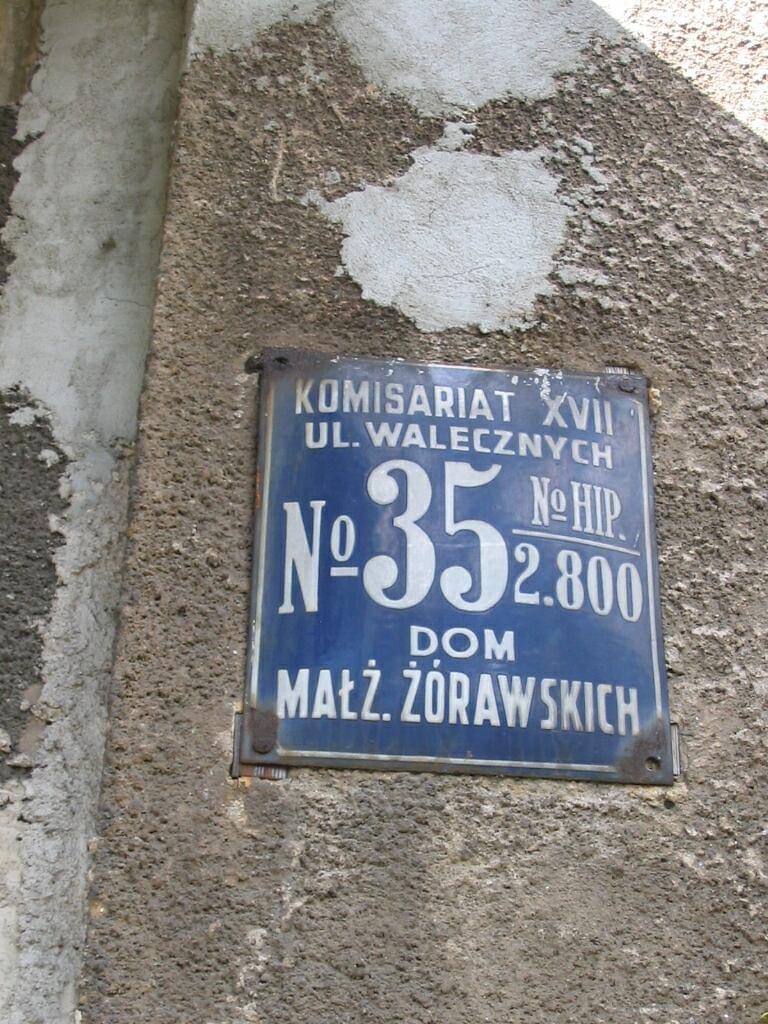 KOMISARIAT XVII
UL. WALECZNYCH
No 35 No HIP. 2.800
DOM
MAŁŻ. ŻÓRAWSKICH